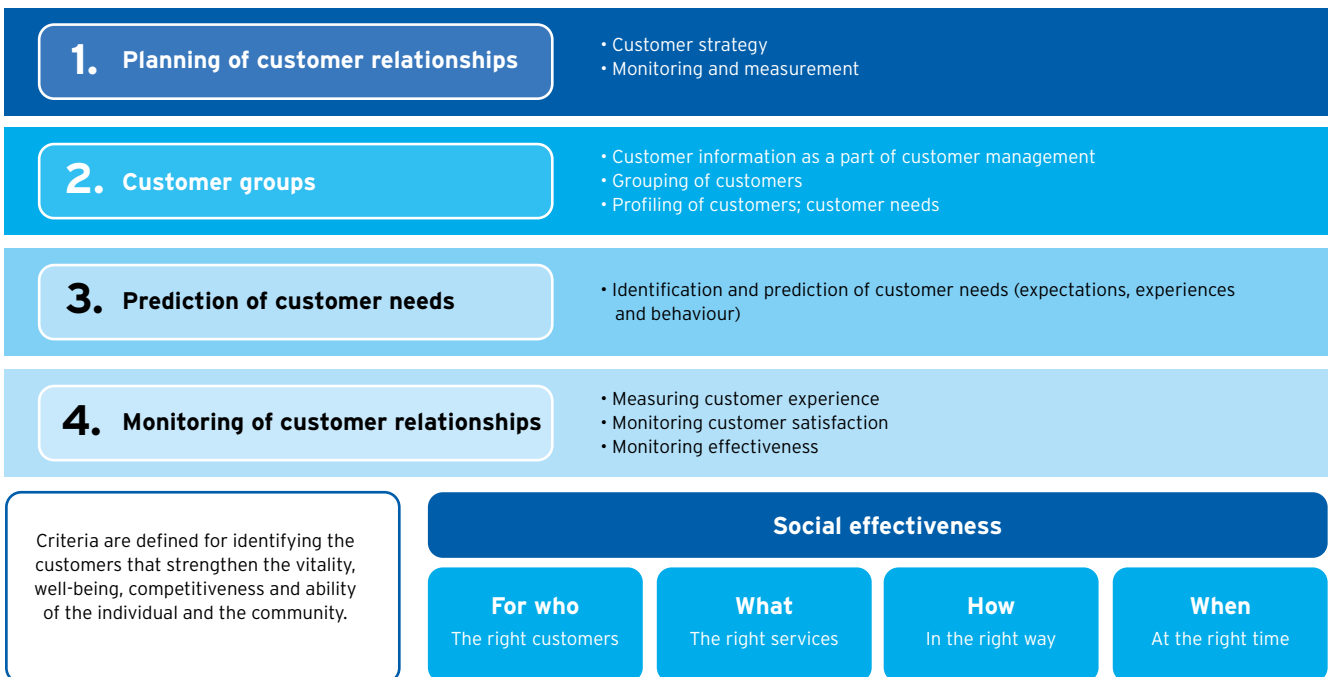 1. Planning of customer relationships
• Customer strategy
• Monitoring and measurement
2. Customer groups
• Customer information as a part of customer management
• Grouping of customers
• Profiling of customers; customer needs
3. Prediction of customer needs
• Identification and prediction of customer needs (expectations, experiences
and behaviour)
4. Monitoring of customer relationships
• Measuring customer experience
• Monitoring customer satisfaction
• Monitoring effectiveness
Criteria are defined for identifying the
customers that strengthen the vitality,
well-being, competitiveness and ability
of the individual and the community.
Social effectiveness
For who
The right customers
What
The right services
How
In the right way
When
At the right time